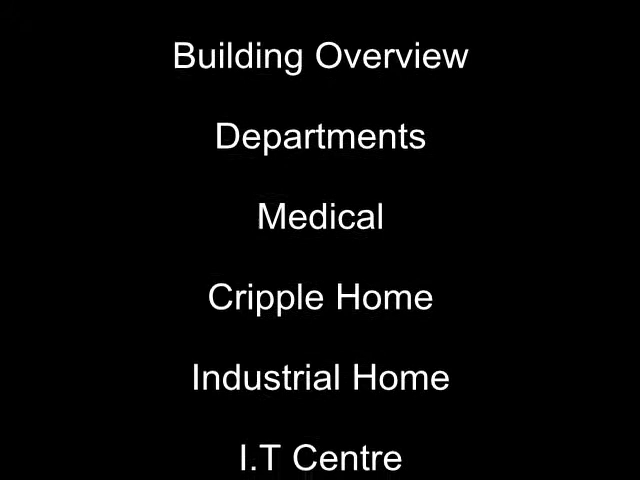 Building Overview
Departments
Medical
Cripple Home
Industrial Home
I.T Centre